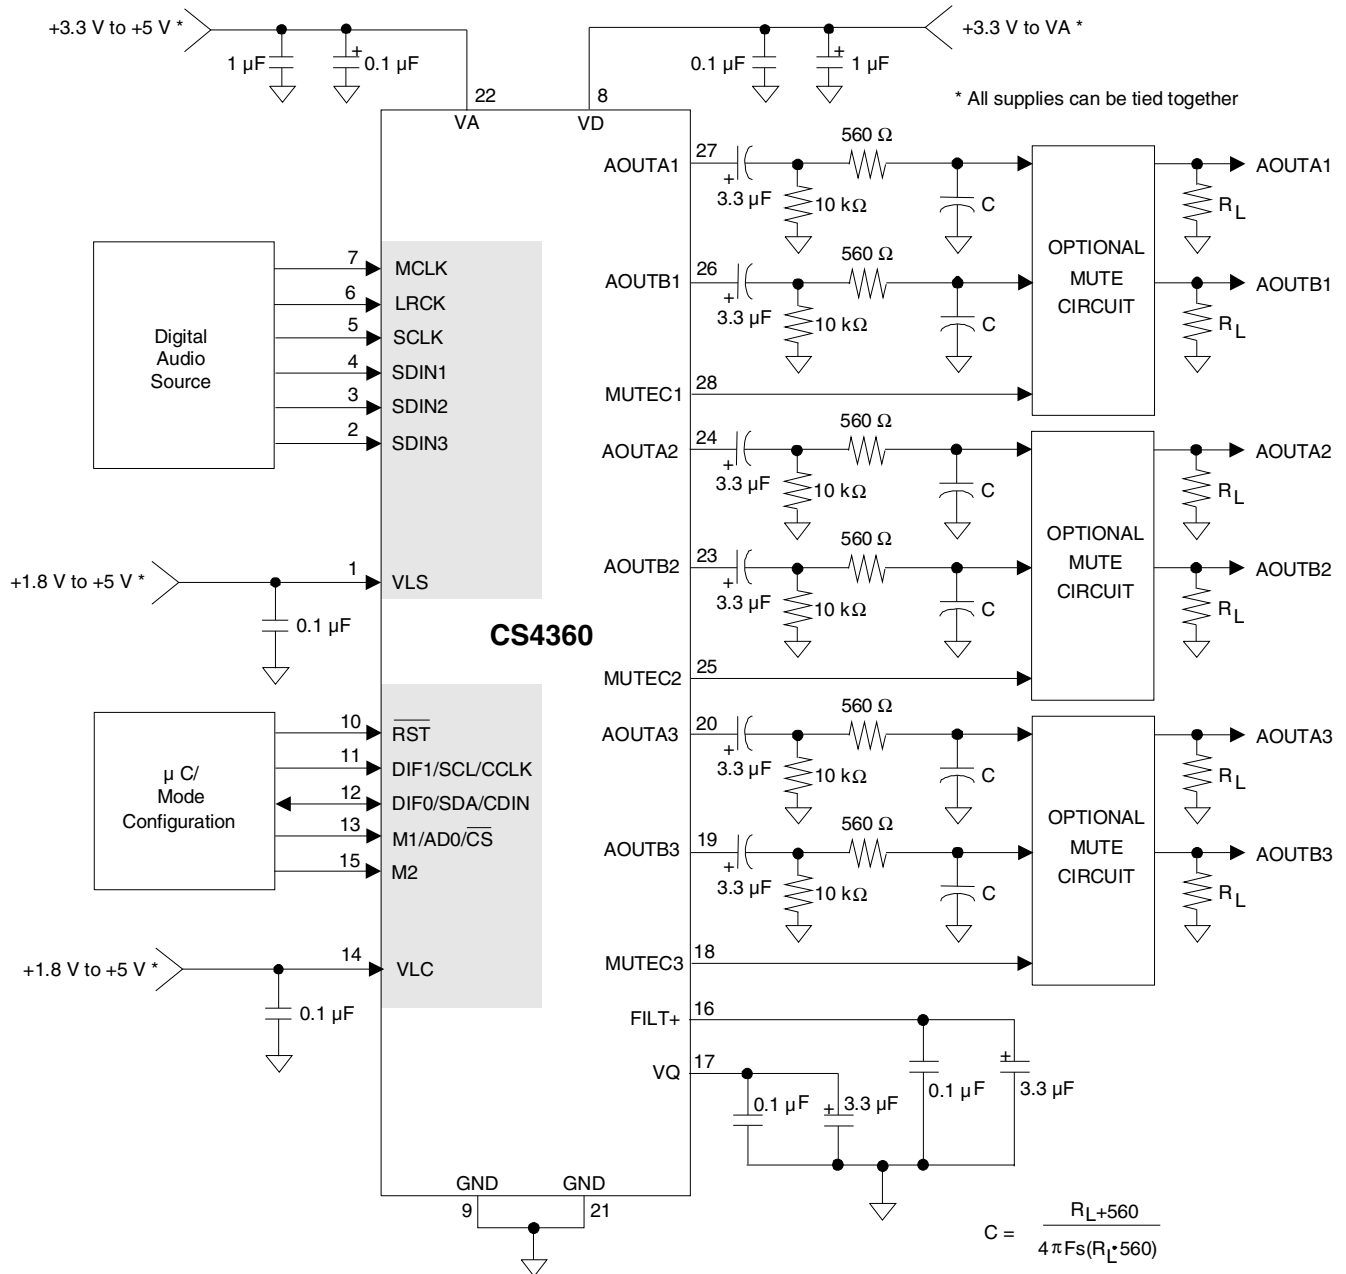 +3.3 V to +5 V *
1 µF
+
0.1 µF
0.1 µF
+
1 µF
+3.3 V to VA *
* All supplies can be tied together
22
VA
8
VD
CS4360
Digital
Audio
Source
7
MCLK
6
LRCK
5
SCLK
4
SDIN1
3
SDIN2
2
SDIN3
+1.8 V to +5 V *
1
VLS
0.1 µF
µ C/
Mode
Configuration
10
RST
11
DIF1/SCL/CCLK
12
DIF0/SDA/CDIN
13
M1/AD0/CS
15
M2
+1.8 V to +5 V *
14
VLC
0.1 µF
GND
9
GND
21
AOUTA1
27
+
3.3 µF
10 kΩ
560 Ω
C
AOUTA1
RL
AOUTB1
26
+
3.3 µF
10 kΩ
560 Ω
C
AOUTB1
RL
MUTEC1
28
OPTIONAL
MUTE
CIRCUIT
AOUTA2
24
+
3.3 µF
10 kΩ
560 Ω
C
AOUTA2
RL
AOUTB2
23
+
3.3 µF
10 kΩ
560 Ω
C
AOUTB2
RL
MUTEC2
25
OPTIONAL
MUTE
CIRCUIT
AOUTA3
20
+
3.3 µF
10 kΩ
560 Ω
C
AOUTA3
RL
AOUTB3
19
+
3.3 µF
10 kΩ
560 Ω
C
AOUTB3
RL
MUTEC3
18
OPTIONAL
MUTE
CIRCUIT
FILT+
16
0.1 µF
+
3.3 µF
VQ
17
0.1 µF
+
3.3 µF
C =
RL+560
4πFs(RL•560)